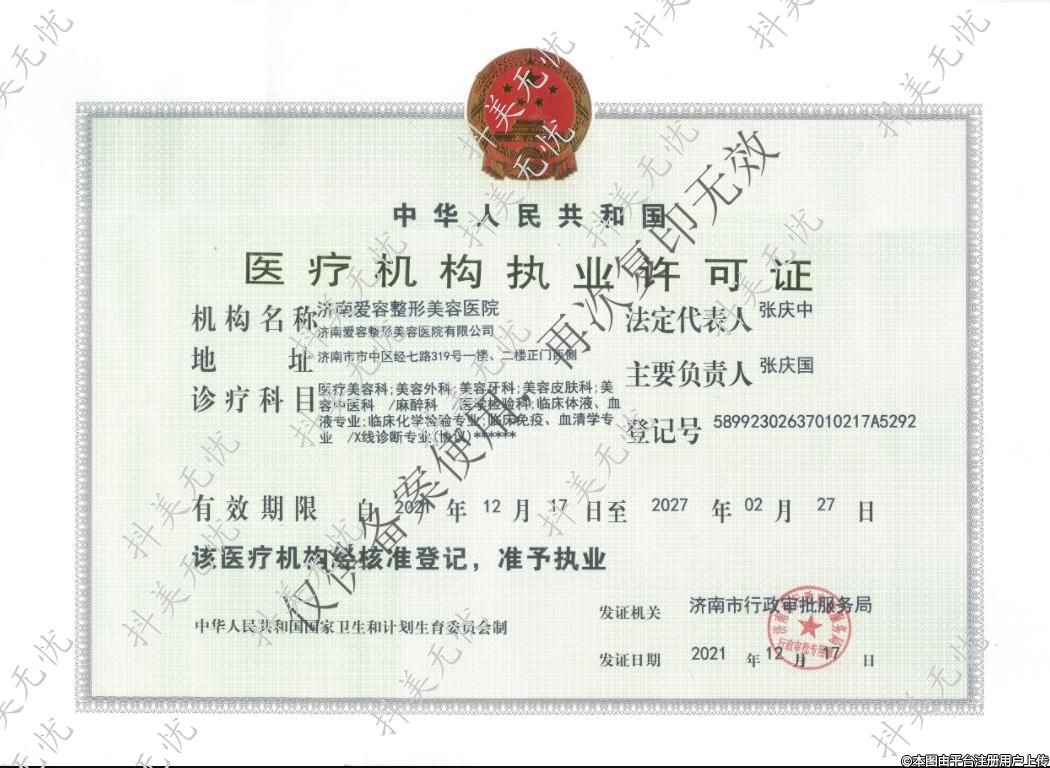 中华人民共和国
医疗机构执业许可证
机构名称 济南爱容整形美容医院
济南爱容整形美容医院有限公司
法定代表人 张庆中
地址 济南市市中区经七路319号一楼、二楼正门西侧
主要负责人 张庆国
诊疗科目 医疗美容科;美容外科 美容牙科;美容皮肤科;美
容中医科 /麻醉科 /医学检验科;临床体液、血
液专业;临床化学检验专业;临床免疫、血清学专
业 /X线诊断专业(协议)******
登记号 58992302637010217A5292
有效期限 自 2021 年 12 月 17 日至 2027 年 02 月 27 日
该医疗机构经核准登记，准予执业
发证机关 济南市行政审批服务局
中华人民共和国国家卫生和计划生育委员会制
发证日期 2021 年 12 月 17 日
仅供备案使用，再次复印无效
抖美无忧
©本图由平台注册用户上传